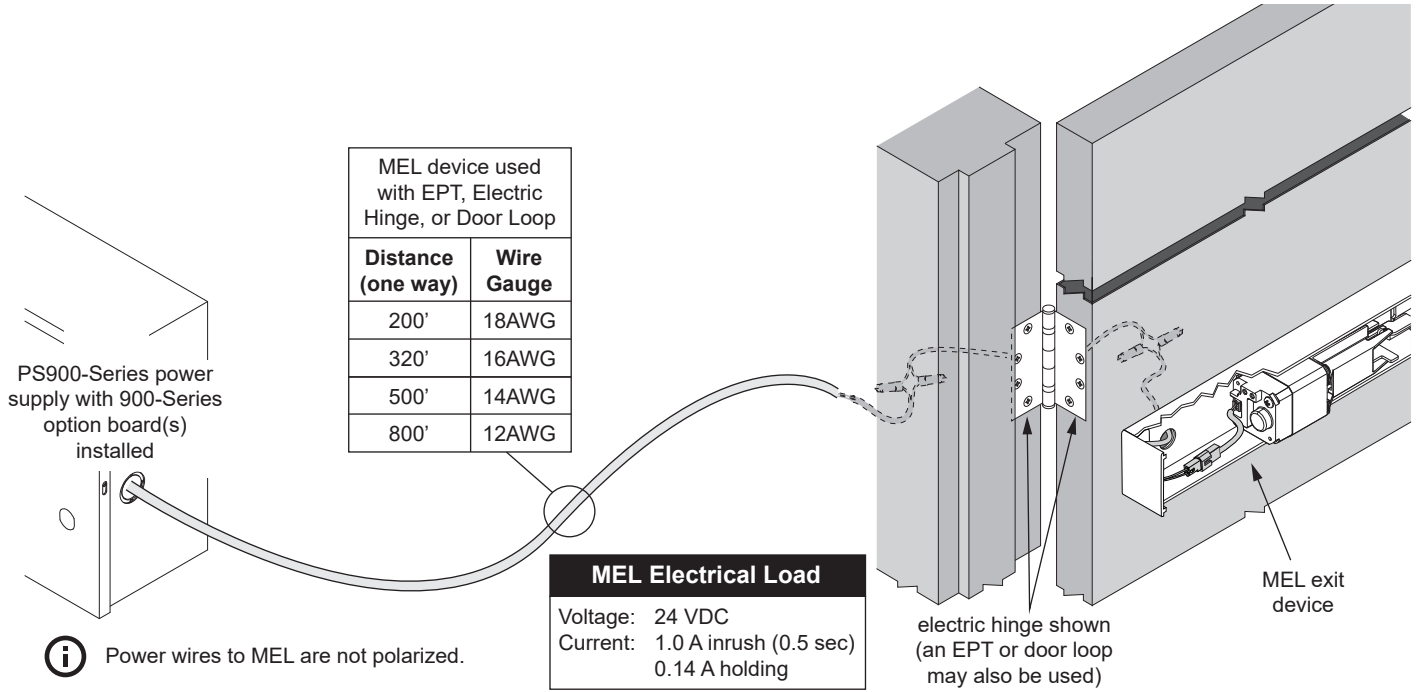 MEL device used
with EPT, Electric
Hinge, or Door Loop
Distance
(one way)
Wire
Gauge
200’ 18AWG
320’ 16AWG
500’ 14AWG
800’ 12AWG
PS900-Series power
supply with 900-Series
option board(s)
installed
MEL Electrical Load
Voltage: 24 VDC
Current: 1.0 A inrush (0.5 sec)
0.14 A holding
MEL exit
device
electric hinge shown
(an EPT or door loop
may also be used)
i Power wires to MEL are not polarized.